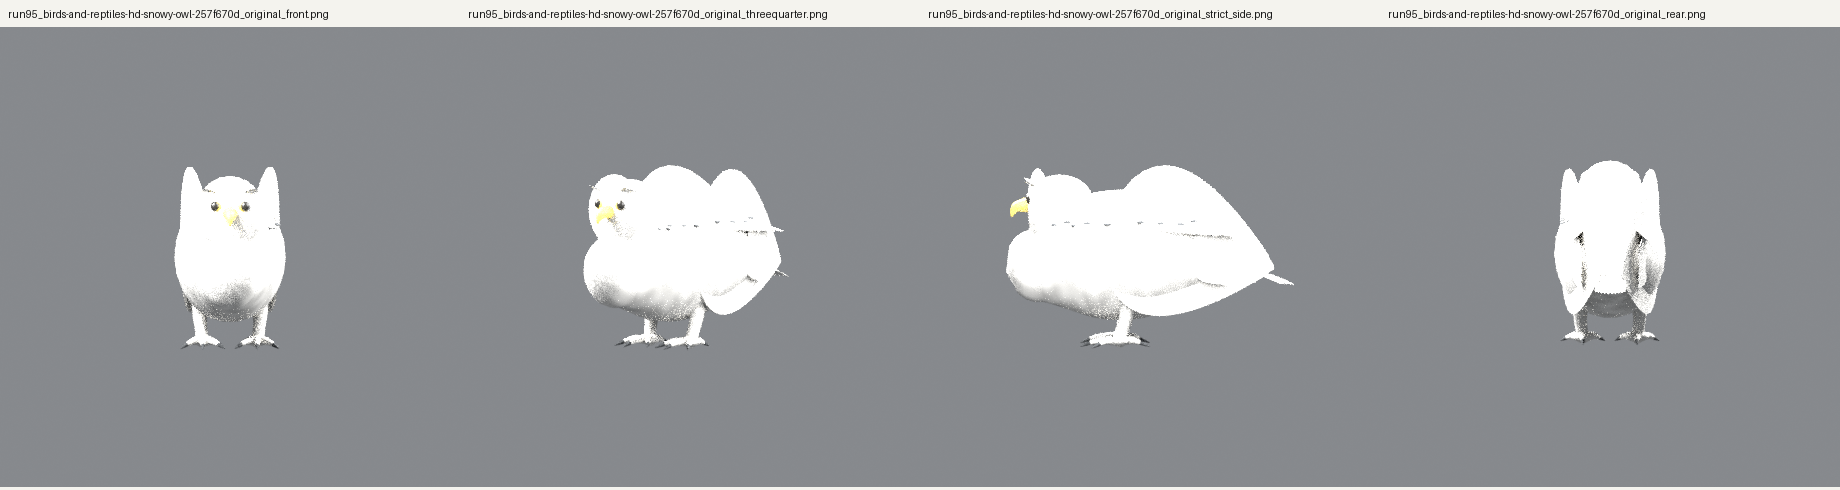 run95_birds-and-reptiles-hd-snowy-owl-257f670d_original_front.png
run95_birds-and-reptiles-hd-snowy-owl-257f670d_original_threequarter.png
run95_birds-and-reptiles-hd-snowy-owl-257f670d_original_strict_side.png
run95_birds-and-reptiles-hd-snowy-owl-257f670d_original_rear.png